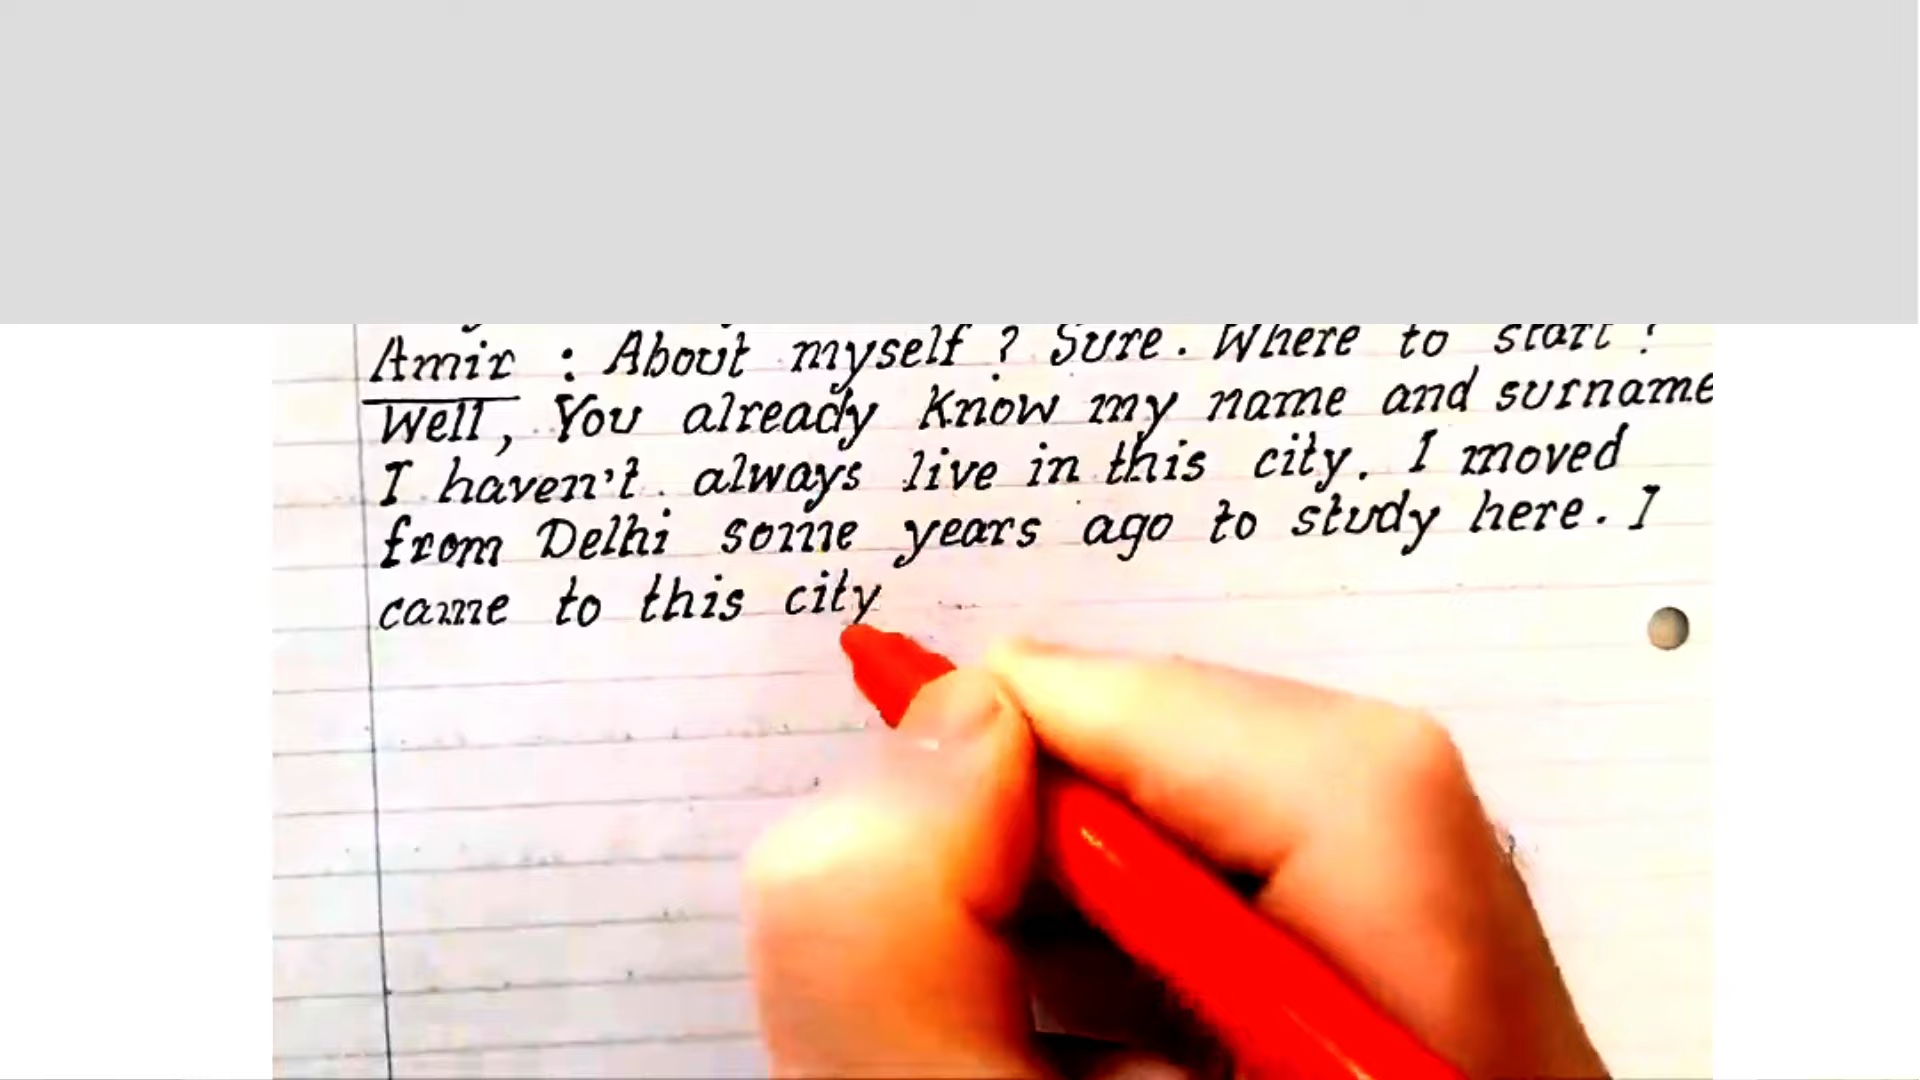 Amir : About myself ? Sure. Where to start ?
Well, You already know my name and surname
I haven't always live in this city. I moved
from Delhi some years ago to study here. I
came to this city